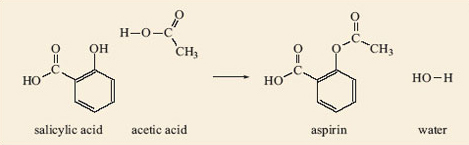 O
O OH H–O–C
C CH₃
HO
salicylic acid acetic acid
O
O O C CH₃
C
HO HO–H
aspirin water